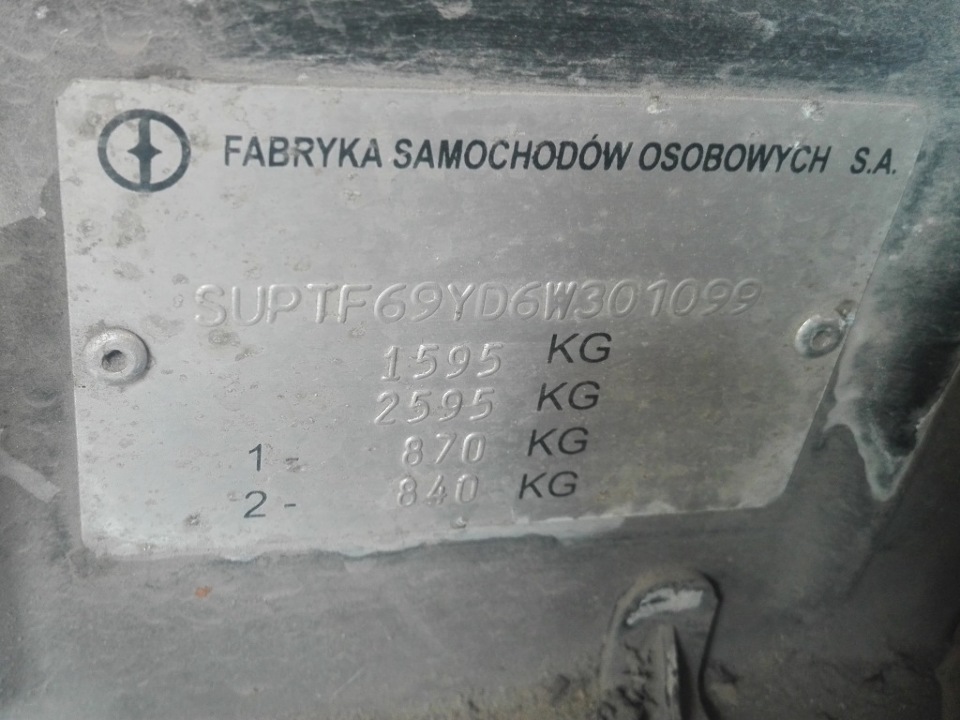 FABRYKA SAMOCHODÓW OSOBOWYCH S.A.
SUPTF69YD6W301099
1595 KG
2595 KG
1- 870 KG
2- 840 KG